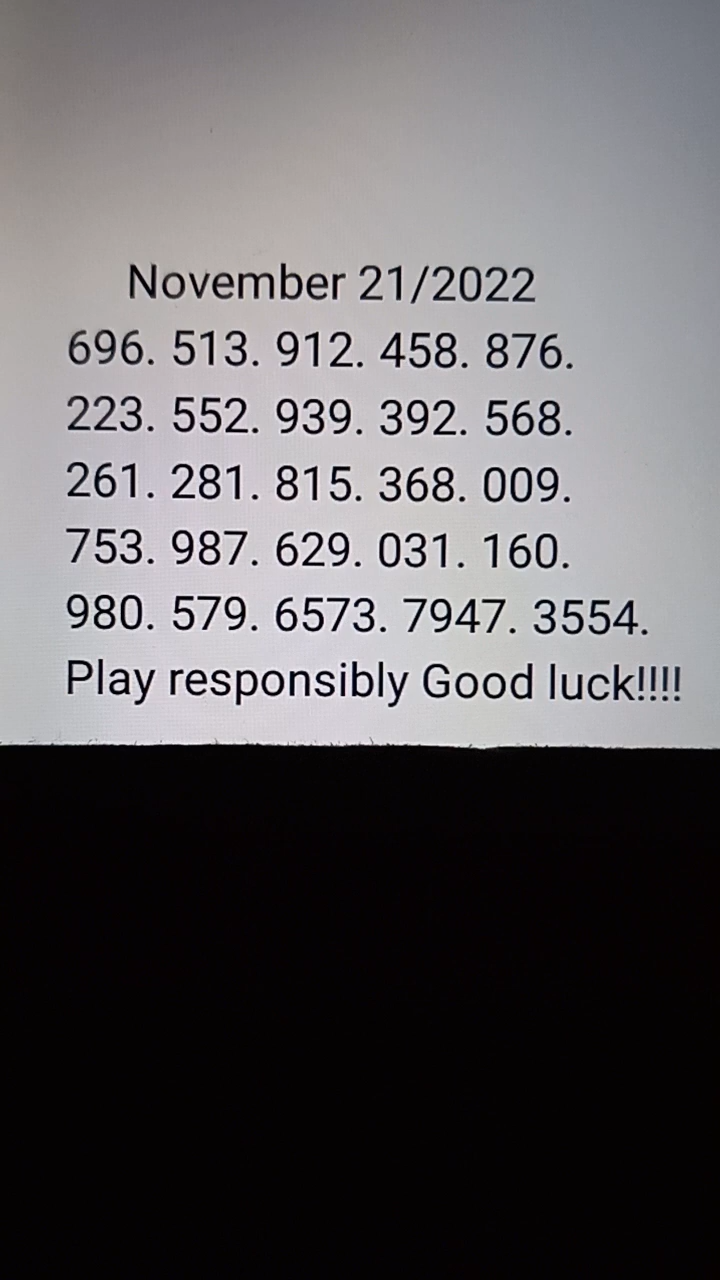 November 21/2022
696. 513. 912. 458. 876.
223. 552. 939. 392. 568.
261. 281. 815. 368. 009.
753. 987. 629. 031. 160.
980. 579. 6573. 7947. 3554.
Play responsibly Good luck!!!!